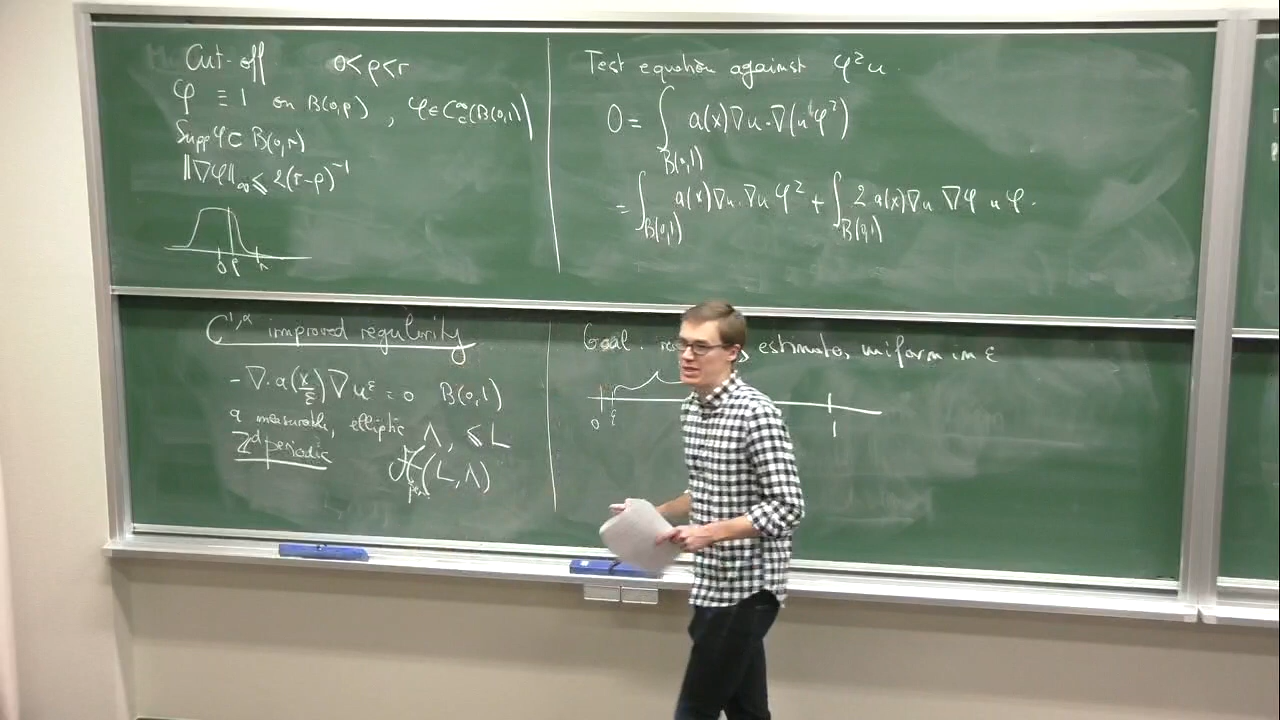 Cut-off 0<ρ<r
φ ≡ 1 on B(0,ρ), φ∈C_c^∞(B(0,1))
Supp φ ⊂ B(0,r)
‖∇φ‖_∞ ≤ 2(r-ρ)^{-1}
0 ρ r
Test equation against φ²u.
0 = ∫_{B(0,1)} a(x)∇u·∇(uφ²)
= ∫_{B(0,1)} a(x)∇u·∇u φ² + ∫_{B(0,1)} 2 a(x)∇u ∇φ u φ.
C^{1,α} improved regularity
-∇·a(x/ε)∇u^ε = 0 B(0,1)
a measurable, elliptic Λ, ≤ L
ℤ^d periodic
(L,Λ)
Goal: estimates uniform in ε
0 ε 1